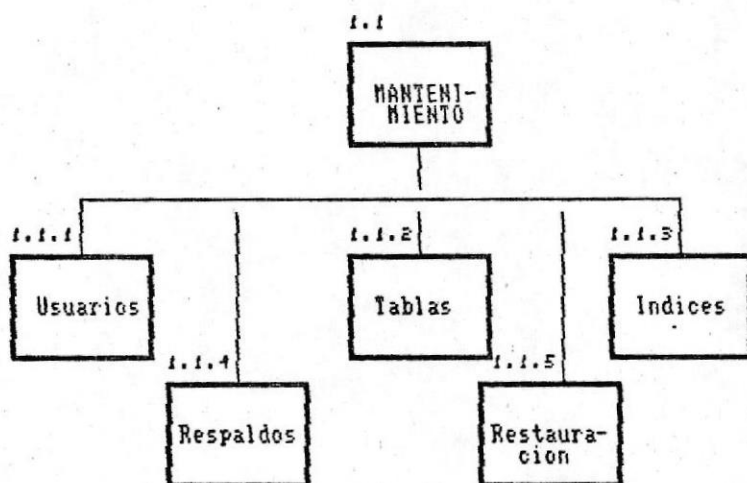 1.1
MANTENI-
MIENTO
1.1.1
1.1.2
1.1.3
Usuarios
Tablas
Indices
1.1.4
1.1.5
Respaldos
Restaura-
cion